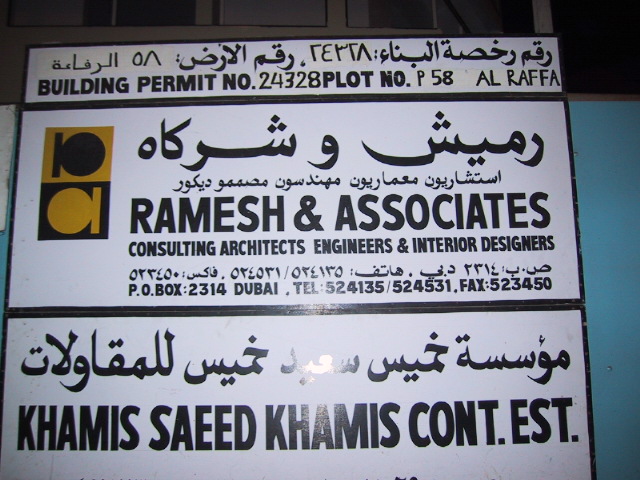 رقم رخصة البناء: ٢٤٣٢٨، رقم الارض: ٥٨ الرفاعة
BUILDING PERMIT NO. 24328 PLOT NO. P 58 AL RAFFA
رميش و شركاه
استشاريون معماريون مهندسون مصممو ديكور
RAMESH & ASSOCIATES
CONSULTING ARCHITECTS ENGINEERS & INTERIOR DESIGNERS
ص.ب: ٢٣١٤ دبي، هاتف: ٥٢٤١٣٥/ ٥٢٤٥٣١، فاكس: ٥٢٣٤٥٠
P.O.BOX:2314 DUBAI, TEL:524135/524531, FAX:523450
مؤسسة خميس سعيد خميس للمقاولات
KHAMIS SAEED KHAMIS CONT. EST.